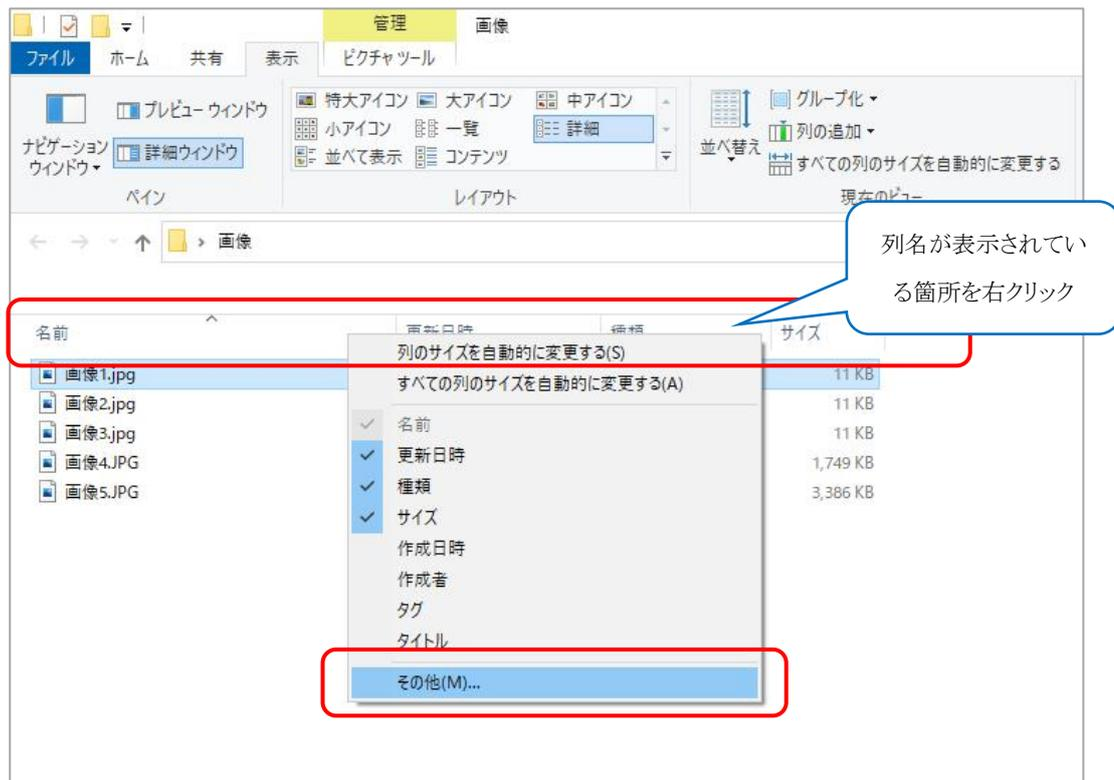 管理 画像
ファイル ホーム 共有 表示 ピクチャ ツール
ナビゲーション
ウィンドウ
プレビュー ウィンドウ
詳細ウィンドウ
ペイン
特大アイコン 大アイコン 中アイコン
小アイコン 一覧 詳細
並べて表示 コンテンツ
レイアウト
並べ替え
グループ化
列の追加
すべての列のサイズを自動的に変更する
現在のビュー
画像
列名が表示されてい
る箇所を右クリック
名前 更新日時 種類 サイズ
画像1.jpg 11 KB
画像2.jpg 11 KB
画像3.jpg 11 KB
画像4.JPG 1,749 KB
画像5.JPG 3,386 KB
列のサイズを自動的に変更する(S)
すべての列のサイズを自動的に変更する(A)
名前
更新日時
種類
サイズ
作成日時
作成者
タグ
タイトル
その他(M)...